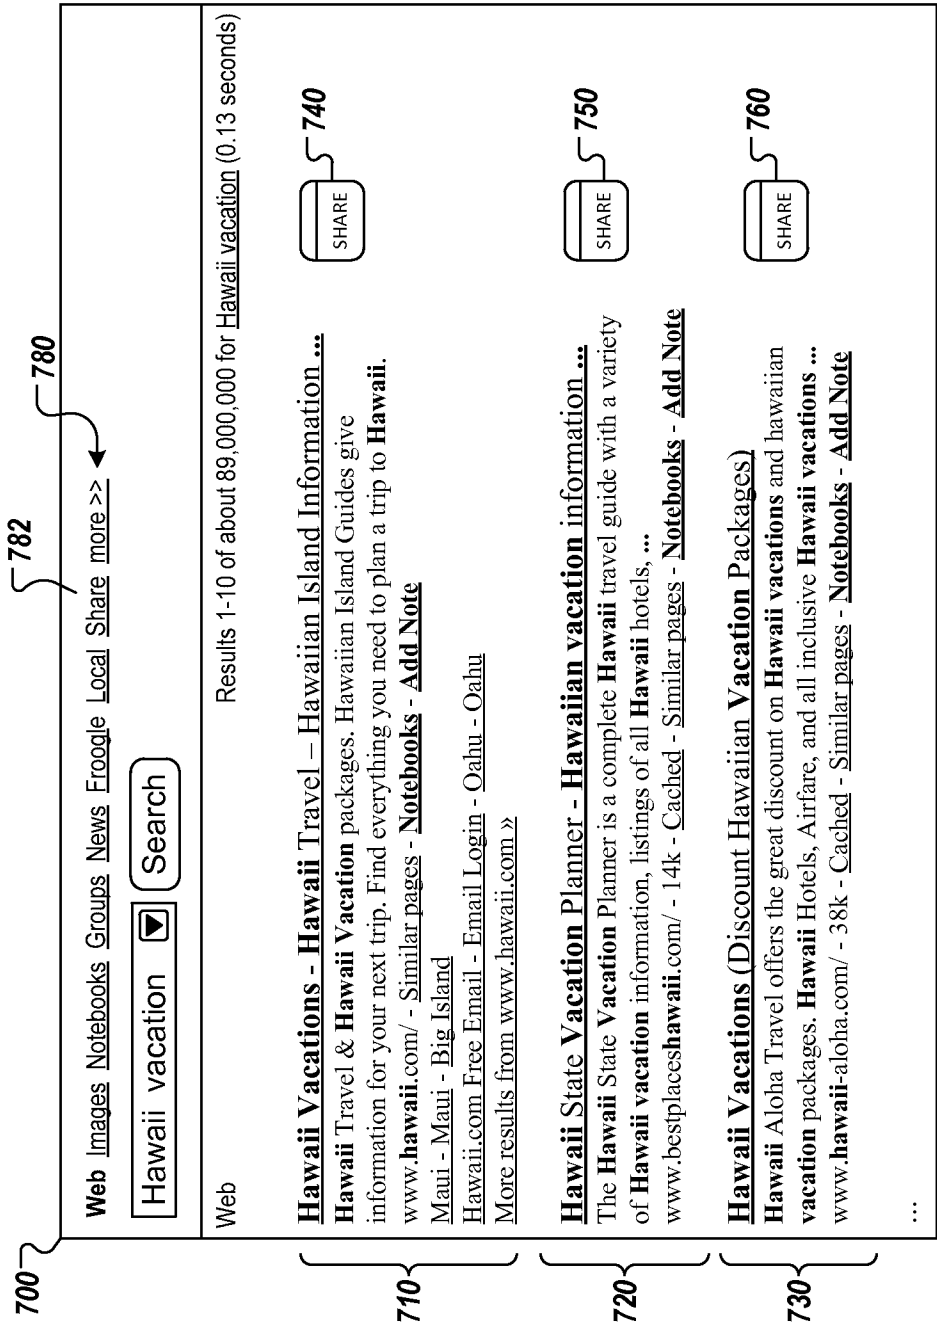 700
782
780
Web Images Notebooks Groups News Froogle Local Share more >>
Hawaii vacation Search
Web Results 1-10 of about 89,000,000 for Hawaii vacation (0.13 seconds)
710
Hawaii Vacations - Hawaii Travel – Hawaiian Island Information ...
Hawaii Travel & Hawaii Vacation packages. Hawaiian Island Guides give
information for your next trip. Find everything you need to plan a trip to Hawaii.
www.hawaii.com/ - Similar pages - Notebooks - Add Note
Maui - Maui - Big Island
Hawaii.com Free Email - Email Login - Oahu - Oahu
More results from www.hawaii.com »
SHARE
740
720
Hawaii State Vacation Planner - Hawaiian vacation information ...
The Hawaii State Vacation Planner is a complete Hawaii travel guide with a variety
of Hawaii vacation information, listings of all Hawaii hotels, ...
www.bestplaceshawaii.com/ - 14k - Cached - Similar pages - Notebooks - Add Note
SHARE
750
730
Hawaii Vacations (Discount Hawaiian Vacation Packages)
Hawaii Aloha Travel offers the great discount on Hawaii vacations and hawaiian
vacation packages. Hawaii Hotels, Airfare, and all inclusive Hawaii vacations ...
www.hawaii-aloha.com/ - 38k - Cached - Similar pages - Notebooks - Add Note
SHARE
760
...